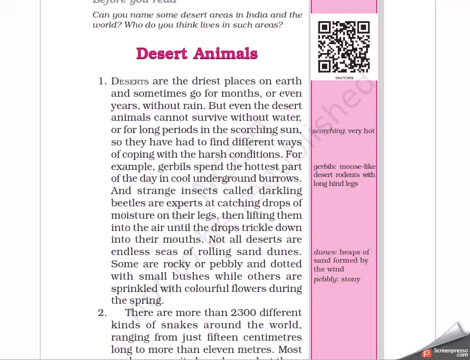 Before you read
Can you name some desert areas in India and the
world? Who do you think lives in such desert areas?
Desert Animals
1. DESERTS are the driest places on earth
and sometimes go for months, or even
years, without rain. But even the desert
animals cannot survive without water,
or for long periods in the scorching sun,
so they have had to find different ways
of coping with the harsh conditions. For
example, gerbils spend the hottest part
of the day in cool underground burrows.
And strange insects called darkling
beetles are experts at catching drops of
moisture on their legs, then lifting them
into the air until the drops trickle down
into their mouths. Not all deserts are
endless seas of rolling sand dunes.
Some are rocky or pebbly and dotted
with small bushes while others are
sprinkled with colourful flowers during
the spring.
2. There are more than 2300 different
kinds of snakes around the world,
ranging from just fifteen centimetres
long to more than eleven metres. Most
scorching: very hot
gerbils: mouse-like
desert rodents with
long hind legs
dunes: heaps of
sand formed by
the wind
pebbly: stony
Screenpresso